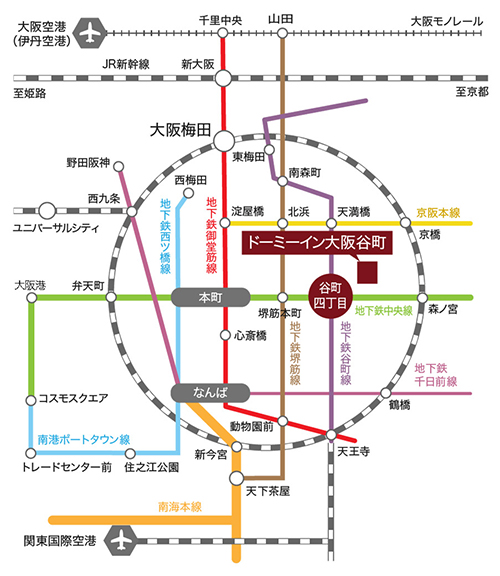 大阪空港
(伊丹空港)
千里中央
山田
大阪モノレール
JR新幹線
新大阪
至姫路
至京都
大阪梅田
東梅田
野田阪神
西梅田
南森町
西九条
ユニバーサルシティ
地下鉄四ツ橋線
地下鉄御堂筋線
淀屋橋
北浜
天満橋
京阪本線
京橋
ドーミーイン大阪谷町
大阪港
弁天町
本町
堺筋本町
谷町
四丁目
地下鉄中央線
森ノ宮
心斎橋
地下鉄堺筋線
地下鉄谷町線
地下鉄
千日前線
なんば
コスモスクエア
鶴橋
動物園前
南港ポートタウン線
トレードセンター前
住之江公園
新今宮
天王寺
天下茶屋
南海本線
関東国際空港